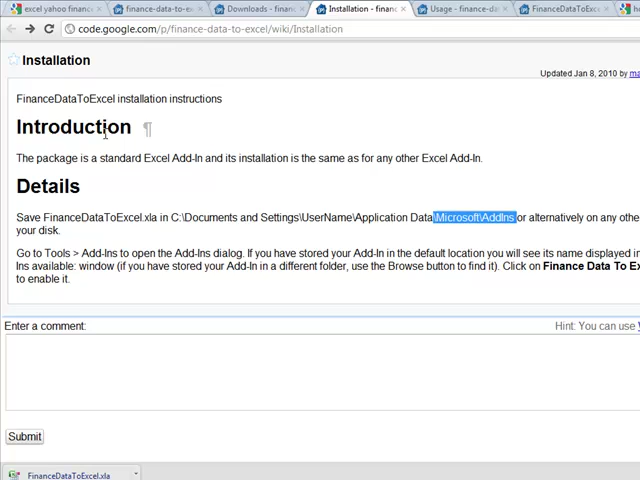 excel yahoo financ
finance-data-to-ex
Downloads - financ
Installation - financ
Usage - finance-da
FinanceDataToExc
code.google.com/p/finance-data-to-excel/wiki/Installation
Installation
Updated Jan 8, 2010 by
FinanceDataToExcel installation instructions
Introduction ¶
The package is a standard Excel Add-In and its installation is the same as for any other Excel Add-In.
Details
Save FinanceDataToExcel.xla in C:\Documents and Settings\UserName\Application Data\Microsoft\AddIns or alternatively on any othe
your disk.
Go to Tools > Add-Ins to open the Add-Ins dialog. If you have stored your Add-In in the default location you will see its name displayed in
Ins available: window (if you have stored your Add-In in a different folder, use the Browse button to find it). Click on Finance Data To Ex
to enable it.
Enter a comment:
Hint: You can use
Submit
FinanceDataToExcel.xla